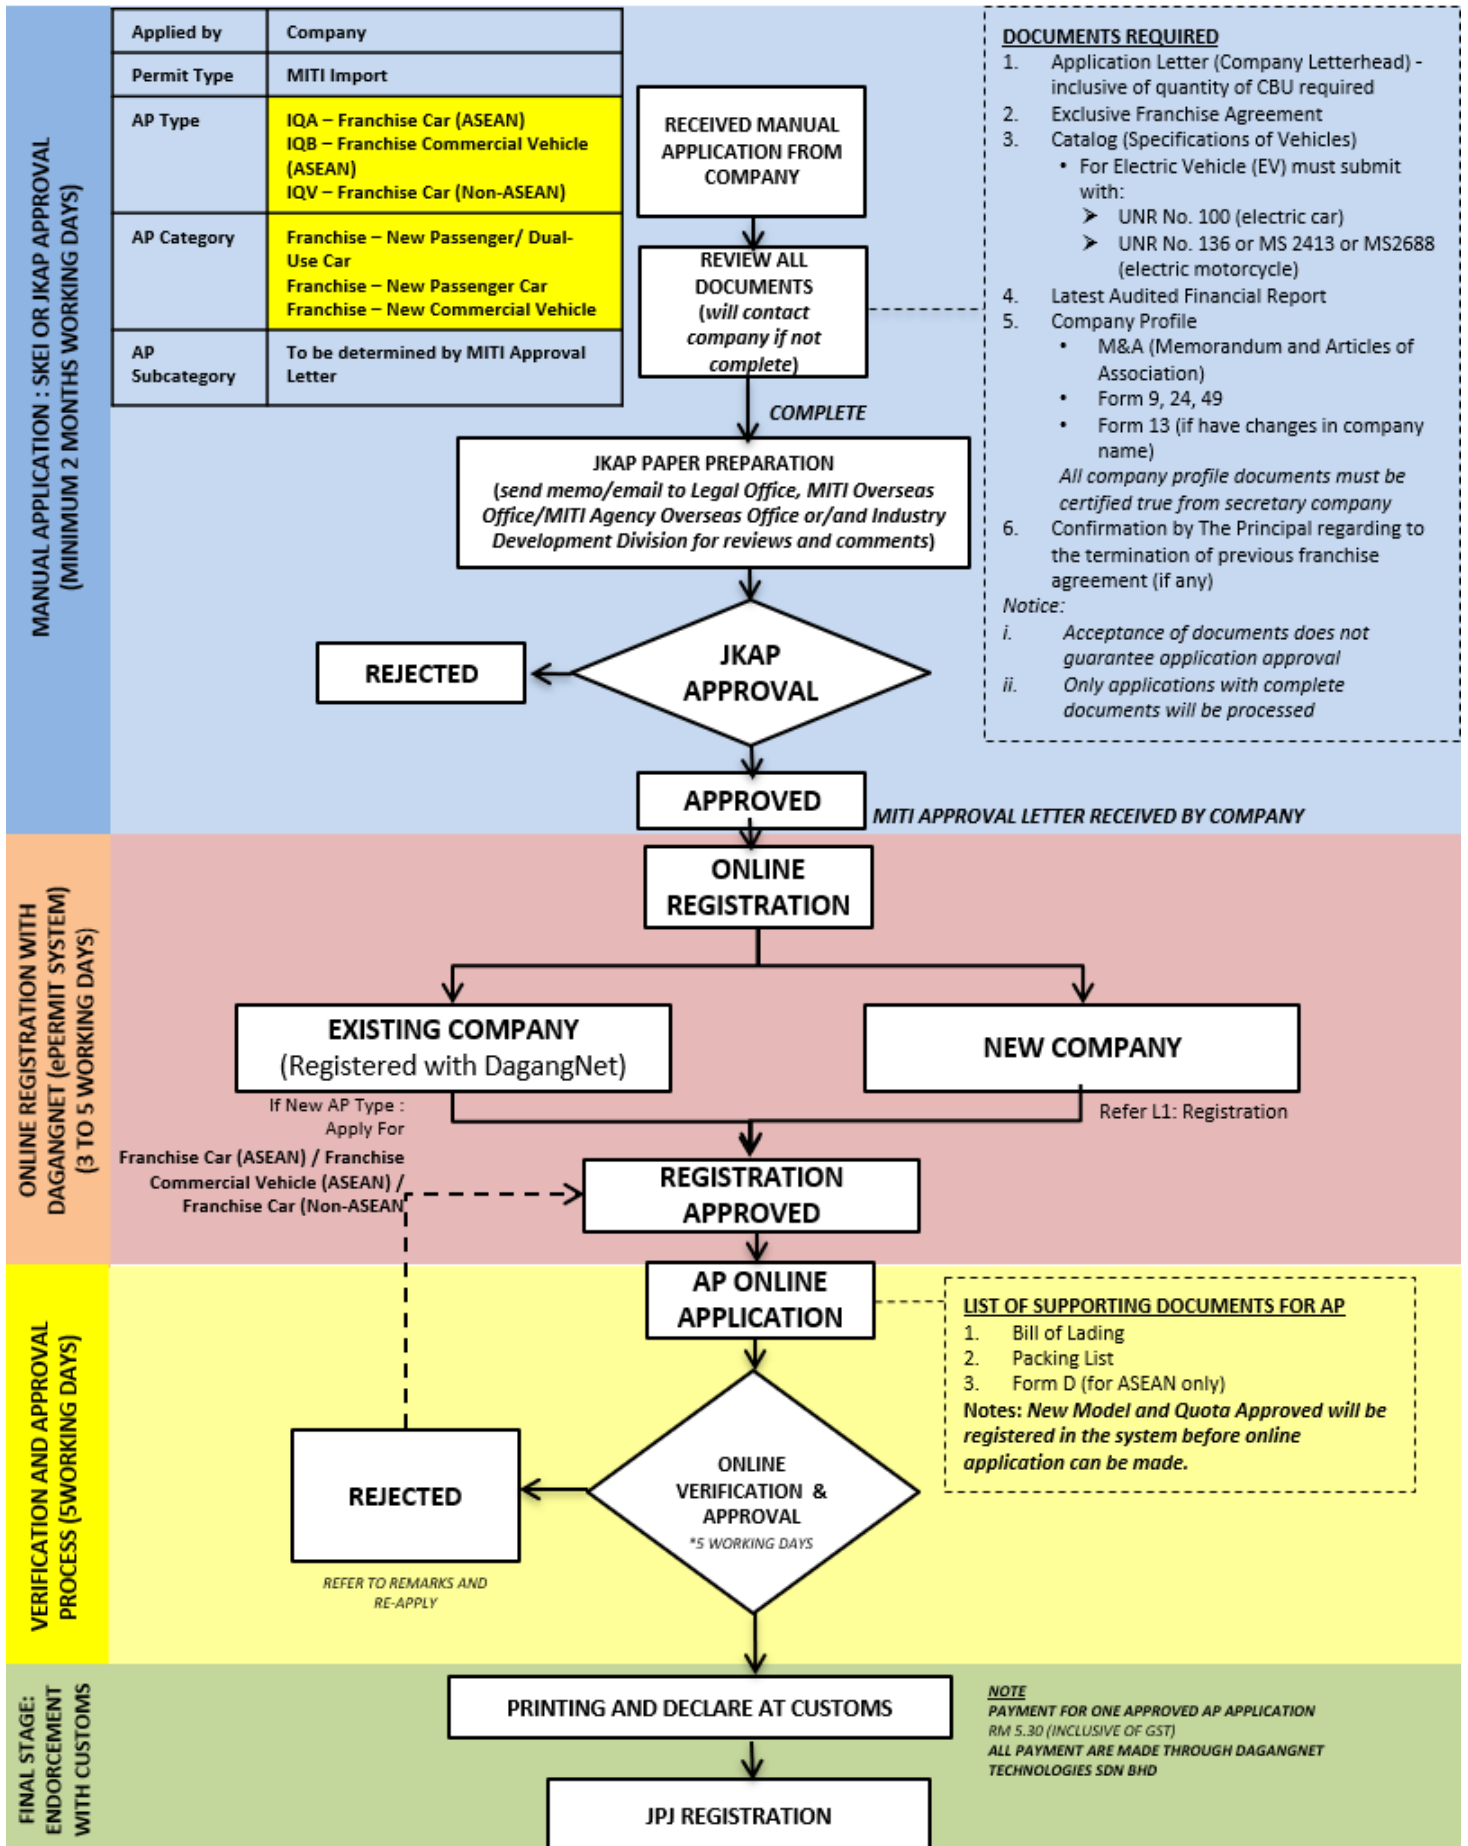 MANUAL APPLICATION : SKEI OR JKAP APPROVAL
(MINIMUM 2 MONTHS WORKING DAYS)
Applied by
Company
Permit Type
MITI Import
AP Type
IQA – Franchise Car (ASEAN)
IQB – Franchise Commercial Vehicle
(ASEAN)
IQV – Franchise Car (Non-ASEAN)
AP Category
Franchise – New Passenger/ Dual-
Use Car
Franchise – New Passenger Car
Franchise – New Commercial Vehicle
AP
Subcategory
To be determined by MITI Approval
Letter
RECEIVED MANUAL
APPLICATION FROM
COMPANY
REVIEW ALL
DOCUMENTS
(will contact
company if not
complete)
COMPLETE
DOCUMENTS REQUIRED
1. Application Letter (Company Letterhead) -
inclusive of quantity of CBU required
2. Exclusive Franchise Agreement
3. Catalog (Specifications of Vehicles)
• For Electric Vehicle (EV) must submit
with:
➤ UNR No. 100 (electric car)
➤ UNR No. 136 or MS 2413 or MS2688
(electric motorcycle)
4. Latest Audited Financial Report
5. Company Profile
• M&A (Memorandum and Articles of
Association)
• Form 9, 24, 49
• Form 13 (if have changes in company
name)
All company profile documents must be
certified true from secretary company
6. Confirmation by The Principal regarding to
the termination of previous franchise
agreement (if any)
Notice:
i. Acceptance of documents does not
guarantee application approval
ii. Only applications with complete
documents will be processed
JKAP PAPER PREPARATION
(send memo/email to Legal Office, MITI Overseas
Office/MITI Agency Overseas Office or/and Industry
Development Division for reviews and comments)
JKAP
APPROVAL
REJECTED
APPROVED
MITI APPROVAL LETTER RECEIVED BY COMPANY
ONLINE REGISTRATION WITH
DAGANGNET (ePERMIT SYSTEM)
(3 TO 5 WORKING DAYS)
ONLINE
REGISTRATION
EXISTING COMPANY
(Registered with DagangNet)
NEW COMPANY
If New AP Type :
Apply For
Franchise Car (ASEAN) / Franchise
Commercial Vehicle (ASEAN) /
Franchise Car (Non-ASEAN
Refer L1: Registration
REGISTRATION
APPROVED
VERIFICATION AND APPROVAL
PROCESS (5WORKING DAYS)
AP ONLINE
APPLICATION
LIST OF SUPPORTING DOCUMENTS FOR AP
1. Bill of Lading
2. Packing List
3. Form D (for ASEAN only)
Notes: New Model and Quota Approved will be
registered in the system before online
application can be made.
ONLINE
VERIFICATION &
APPROVAL
*5 WORKING DAYS
REJECTED
REFER TO REMARKS AND
RE-APPLY
FINAL STAGE:
ENDORCEMENT
WITH CUSTOMS
PRINTING AND DECLARE AT CUSTOMS
NOTE
PAYMENT FOR ONE APPROVED AP APPLICATION
RM 5.30 (INCLUSIVE OF GST)
ALL PAYMENT ARE MADE THROUGH DAGANGNET
TECHNOLOGIES SDN BHD
JPJ REGISTRATION